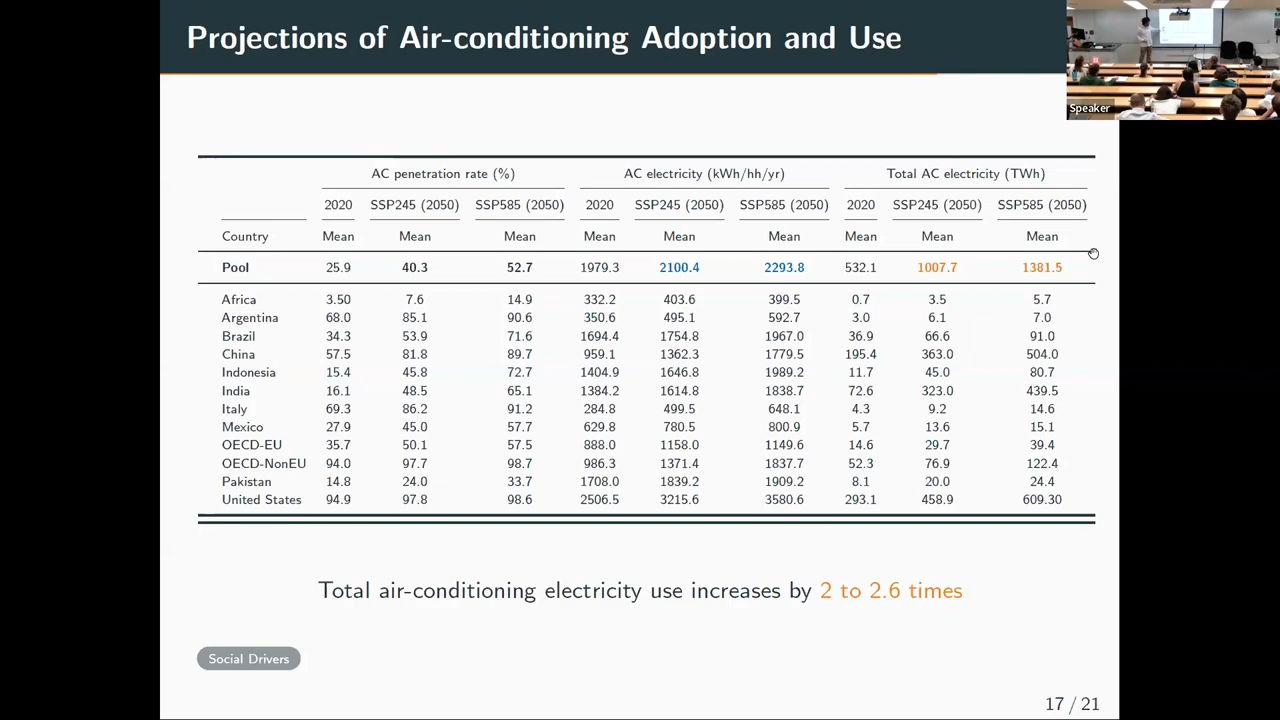 Projections of Air-conditioning Adoption and Use
Speaker
AC penetration rate (%) AC electricity (kWh/hh/yr) Total AC electricity (TWh)
2020 SSP245 (2050) SSP585 (2050) 2020 SSP245 (2050) SSP585 (2050) 2020 SSP245 (2050) SSP585 (2050)
Country Mean Mean Mean Mean Mean Mean Mean Mean Mean
Pool 25.9 40.3 52.7 1979.3 2100.4 2293.8 532.1 1007.7 1381.5
Africa 3.50 7.6 14.9 332.2 403.6 399.5 0.7 3.5 5.7
Argentina 68.0 85.1 90.6 350.6 495.1 592.7 3.0 6.1 7.0
Brazil 34.3 53.9 71.6 1694.4 1754.8 1967.0 36.9 66.6 91.0
China 57.5 81.8 89.7 959.1 1362.3 1779.5 195.4 363.0 504.0
Indonesia 15.4 45.8 72.7 1404.9 1646.8 1989.2 11.7 45.0 80.7
India 16.1 48.5 65.1 1384.2 1614.8 1838.7 72.6 323.0 439.5
Italy 69.3 86.2 91.2 284.8 499.5 648.1 4.3 9.2 14.6
Mexico 27.9 45.0 57.7 629.8 780.5 800.9 5.7 13.6 15.1
OECD-EU 35.7 50.1 57.5 888.0 1158.0 1149.6 14.6 29.7 39.4
OECD-NonEU 94.0 97.7 98.7 986.3 1371.4 1837.7 52.3 76.9 122.4
Pakistan 14.8 24.0 33.7 1708.0 1839.2 1909.2 8.1 20.0 24.4
United States 94.9 97.8 98.6 2506.5 3215.6 3580.6 293.1 458.9 609.30
Total air-conditioning electricity use increases by 2 to 2.6 times
Social Drivers
17 / 21